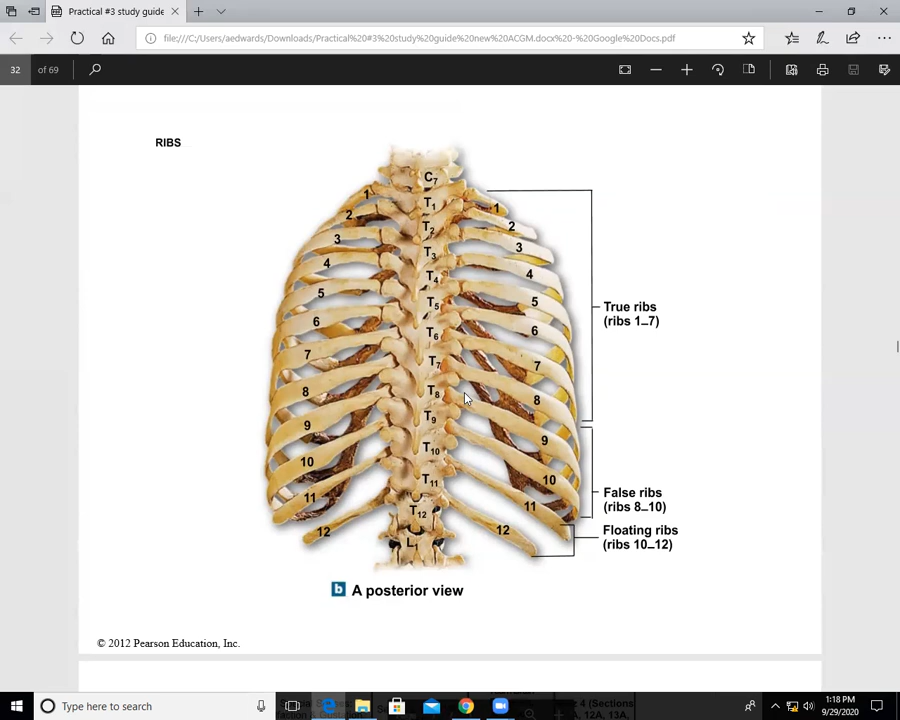 Practical #3 study guide
file:///C:/Users/aedwards/Downloads/Practical%20#3%20study%20guide%20new%20ACGM.docx%20-%20Google%20Docs.pdf
32 of 69
RIBS
C7
T1
T2
T3
T4
T5
T6
T7
T8
T9
T10
T11
T12
L1
1
2
3
4
5
6
7
8
9
10
11
12
1
2
3
4
5
6
7
8
9
10
11
12
True ribs
(ribs 1–7)
False ribs
(ribs 8–10)
Floating ribs
(ribs 10–12)
b A posterior view
© 2012 Pearson Education, Inc.
4 (Sections
12A, 13A,
Type here to search
1:18 PM
9/29/2020